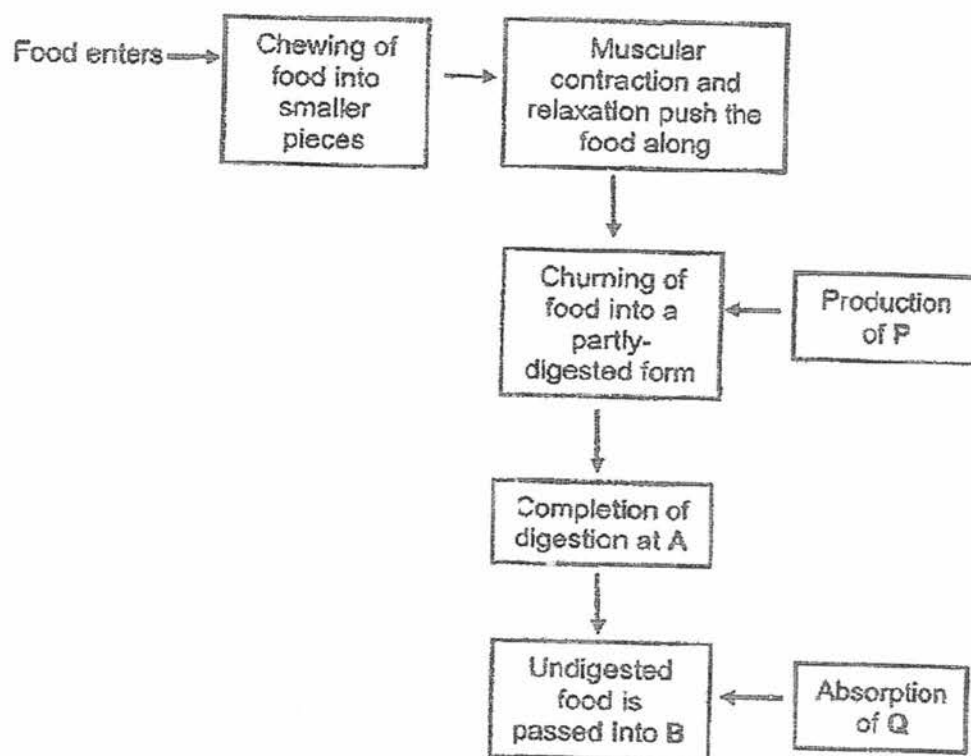 Food enters
Chewing of
food into
smaller
pieces
Muscular
contraction and
relaxation push the
food along
Churning of
food into a
partly-
digested form
Production
of P
Completion of
digestion at A
Undigested
food is
passed into B
Absorption
of Q